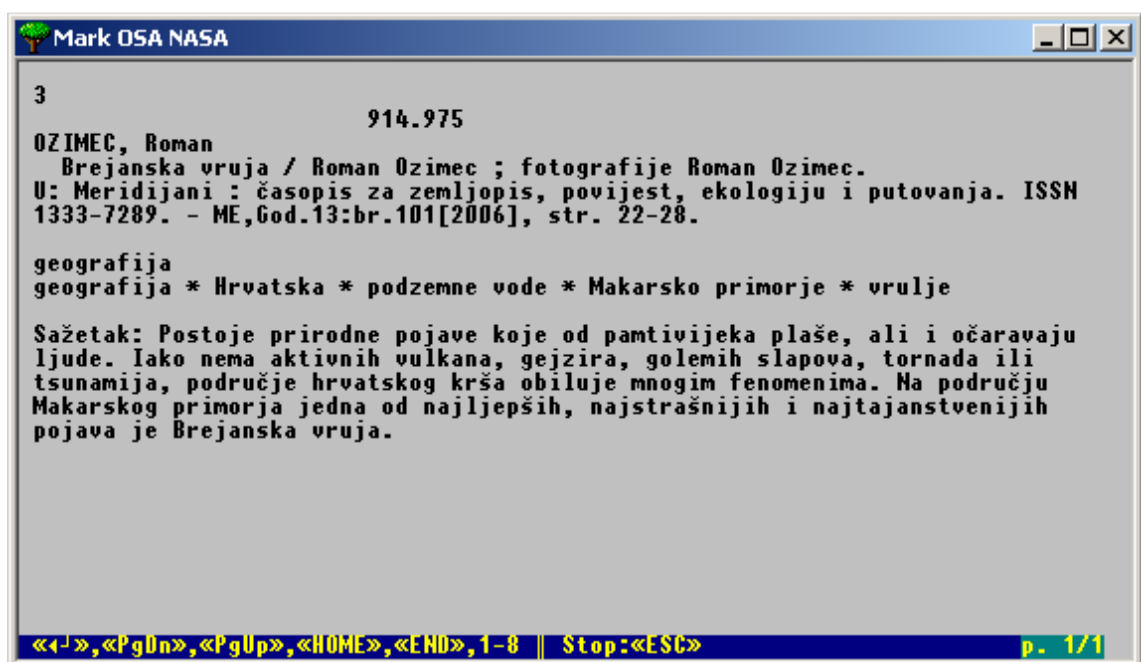 Mark OSA NASA
3
914.975
OZIMEC, Roman
Brejanska vruja / Roman Ozimec ; fotografije Roman Ozimec.
U: Meridijani : časopis za zemljopis, povijest, ekologiju i putovanja. ISSN
1333-7289. - ME,God.13:br.101[2006], str. 22-28.
geografija
geografija * Hrvatska * podzemne vode * Makarsko primorje * vrulje
Sažetak: Postoje prirodne pojave koje od pamtivijeka plaše, ali i očaravaju
ljude. Iako nema aktivnih vulkana, gejzira, golemih slapova, tornada ili
tsunamija, područje hrvatskog krša obiluje mnogim fenomenima. Na području
Makarskog primorja jedna od najljepših, najstrašnijih i najtajanstvenijih
pojava je Brejanska vruja.
«◄┘»,«PgDn»,«PgUp»,«HOME»,«END»,1-8 ‖ Stop:«ESC» p. 1/1